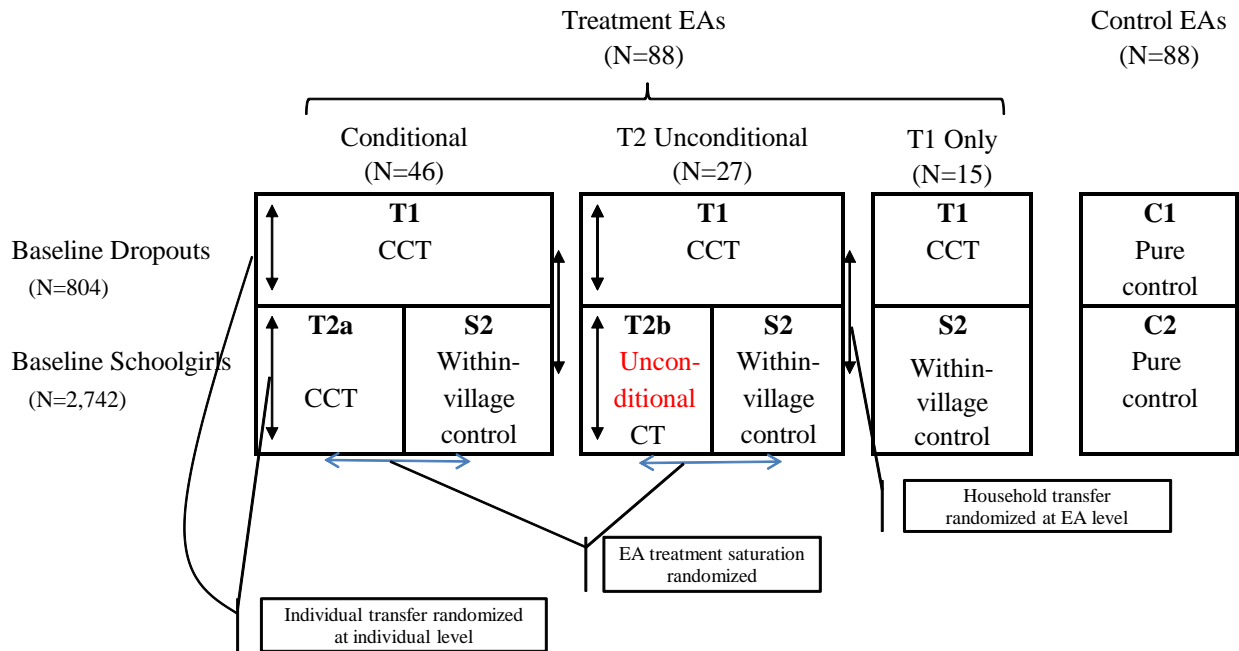 Treatment EAs
(N=88)
Control EAs
(N=88)
Conditional
(N=46)
T2 Unconditional
(N=27)
T1 Only
(N=15)
Baseline Dropouts
(N=804)
T1
CCT
T1
CCT
T1
CCT
C1
Pure
control
Baseline Schoolgirls
(N=2,742)
T2a
CCT
S2
Within-
village
control
T2b
Uncon-
ditional
CT
S2
Within-
village
control
S2
Within-
village
control
C2
Pure
control
Household transfer
randomized at EA level
EA treatment saturation
randomized
Individual transfer randomized
at individual level